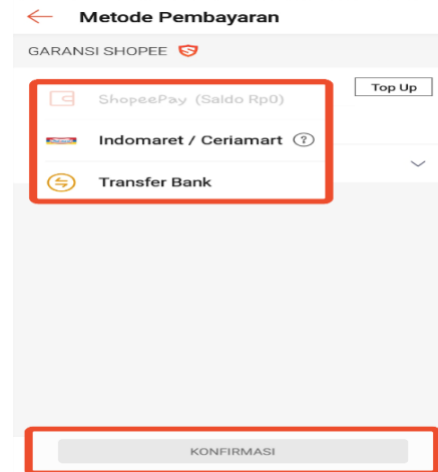 Metode Pembayaran
GARANSI SHOPEE
ShopeePay (Saldo Rp0)
Top Up
Indomaret / Ceriamart ?
Transfer Bank
KONFIRMASI